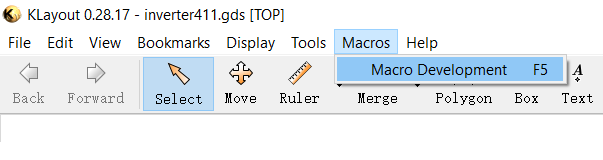 KLayout 0.28.17 - inverter411.gds [TOP]
File Edit View Bookmarks Display Tools Macros Help
Macro Development F5
Back Forward Select Move Ruler Merge Polygon Box Text